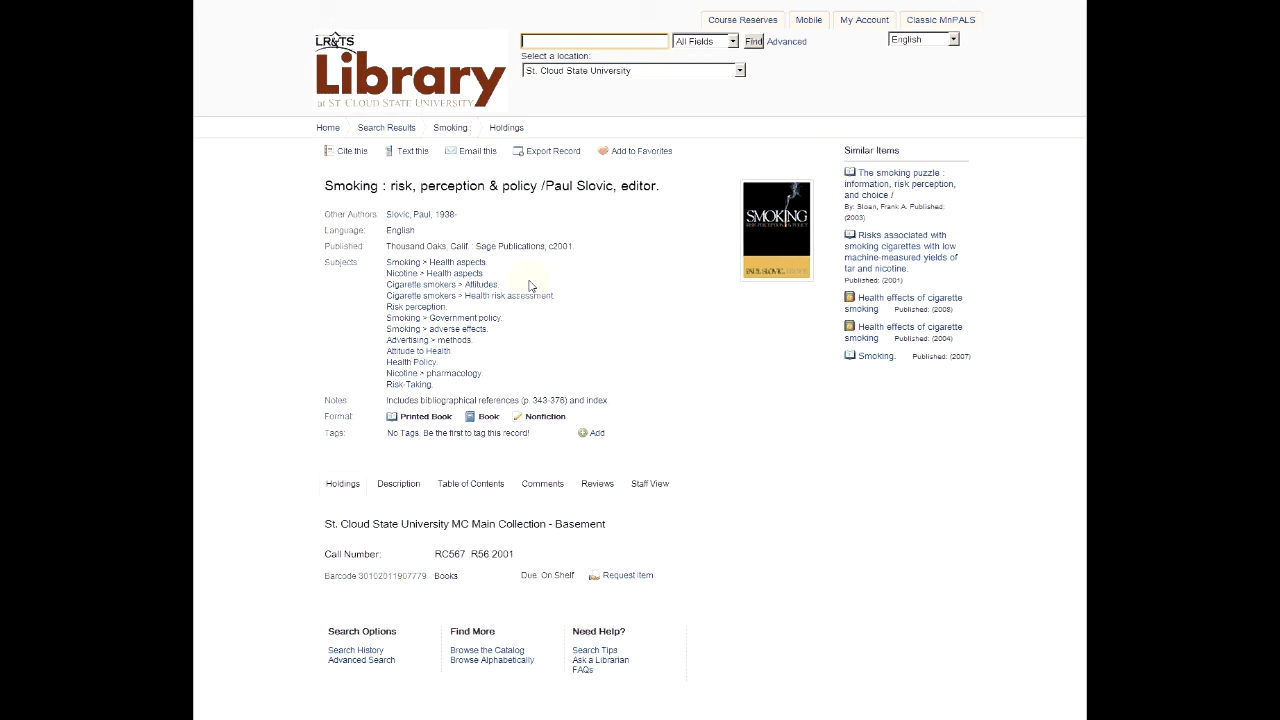 Course Reserves Mobile My Account Classic MnPALS
LR&TS
Library
at ST. CLOUD STATE UNIVERSITY
All Fields Find Advanced
English
Select a location:
St. Cloud State University
Home Search Results Smoking : Holdings
Cite this Text this Email this Export Record Add to Favorites
Smoking : risk, perception & policy /Paul Slovic, editor.
Other Authors: Slovic, Paul, 1938-
Language: English
Published: Thousand Oaks, Calif. : Sage Publications, c2001.
Subjects: Smoking > Health aspects.
Nicotine > Health aspects.
Cigarette smokers > Attitudes.
Cigarette smokers > Health risk assessment.
Risk perception.
Smoking > Government policy.
Smoking > adverse effects.
Advertising > methods.
Attitude to Health
Health Policy.
Nicotine > pharmacology.
Risk-Taking.
Notes: Includes bibliographical references (p. 343-376) and index
Format: Printed Book Book Nonfiction
Tags: No Tags. Be the first to tag this record! Add
SMOKING
RISK, PERCEPTION & POLICY
PAUL SLOVIC, EDITOR
Similar Items
The smoking puzzle :
information, risk perception,
and choice /
By: Sloan, Frank A. Published:
(2003)
Risks associated with
smoking cigarettes with low
machine-measured yields of
tar and nicotine.
Published: (2001)
Health effects of cigarette
smoking Published: (2008)
Health effects of cigarette
smoking Published: (2004)
Smoking. Published: (2007)
Holdings Description Table of Contents Comments Reviews Staff View
St. Cloud State University MC Main Collection - Basement
Call Number: RC567 .R56 2001
Barcode 30102011907779 Books Due: On Shelf Request Item
Search Options Find More Need Help?
Search History Browse the Catalog Search Tips
Advanced Search Browse Alphabetically Ask a Librarian
FAQs